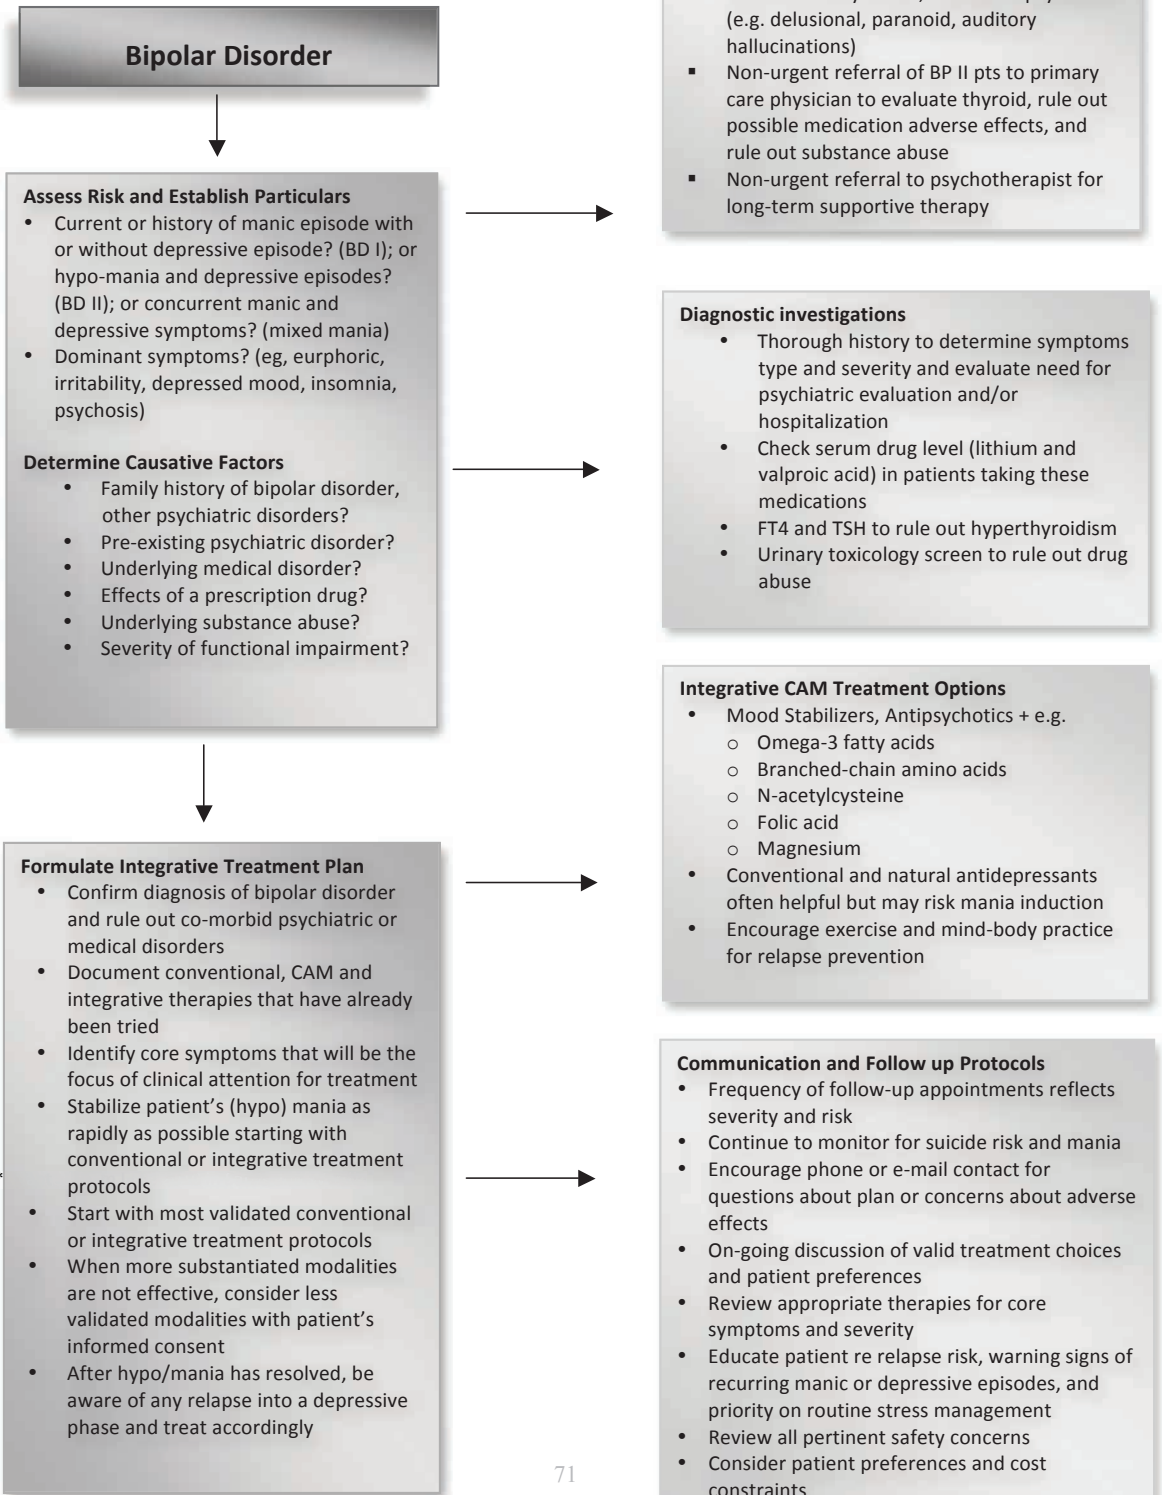 Bipolar Disorder
(e.g. delusional, paranoid, auditory
hallucinations)
▪ Non-urgent referral of BP II pts to primary
care physician to evaluate thyroid, rule out
possible medication adverse effects, and
rule out substance abuse
▪ Non-urgent referral to psychotherapist for
long-term supportive therapy
Assess Risk and Establish Particulars
• Current or history of manic episode with
or without depressive episode? (BD I); or
hypo-mania and depressive episodes?
(BD II); or concurrent manic and
depressive symptoms? (mixed mania)
• Dominant symptoms? (eg, eurphoric,
irritability, depressed mood, insomnia,
psychosis)
Determine Causative Factors
• Family history of bipolar disorder,
other psychiatric disorders?
• Pre-existing psychiatric disorder?
• Underlying medical disorder?
• Effects of a prescription drug?
• Underlying substance abuse?
• Severity of functional impairment?
Diagnostic investigations
• Thorough history to determine symptoms
type and severity and evaluate need for
psychiatric evaluation and/or
hospitalization
• Check serum drug level (lithium and
valproic acid) in patients taking these
medications
• FT4 and TSH to rule out hyperthyroidism
• Urinary toxicology screen to rule out drug
abuse
Integrative CAM Treatment Options
• Mood Stabilizers, Antipsychotics + e.g.
o Omega-3 fatty acids
o Branched-chain amino acids
o N-acetylcysteine
o Folic acid
o Magnesium
• Conventional and natural antidepressants
often helpful but may risk mania induction
• Encourage exercise and mind-body practice
for relapse prevention
Formulate Integrative Treatment Plan
• Confirm diagnosis of bipolar disorder
and rule out co-morbid psychiatric or
medical disorders
• Document conventional, CAM and
integrative therapies that have already
been tried
• Identify core symptoms that will be the
focus of clinical attention for treatment
• Stabilize patient's (hypo) mania as
rapidly as possible starting with
conventional or integrative treatment
protocols
• Start with most validated conventional
or integrative treatment protocols
• When more substantiated modalities
are not effective, consider less
validated modalities with patient's
informed consent
• After hypo/mania has resolved, be
aware of any relapse into a depressive
phase and treat accordingly
Communication and Follow up Protocols
• Frequency of follow-up appointments reflects
severity and risk
• Continue to monitor for suicide risk and mania
• Encourage phone or e-mail contact for
questions about plan or concerns about adverse
effects
• On-going discussion of valid treatment choices
and patient preferences
• Review appropriate therapies for core
symptoms and severity
• Educate patient re relapse risk, warning signs of
recurring manic or depressive episodes, and
priority on routine stress management
• Review all pertinent safety concerns
• Consider patient preferences and cost
constraints
71